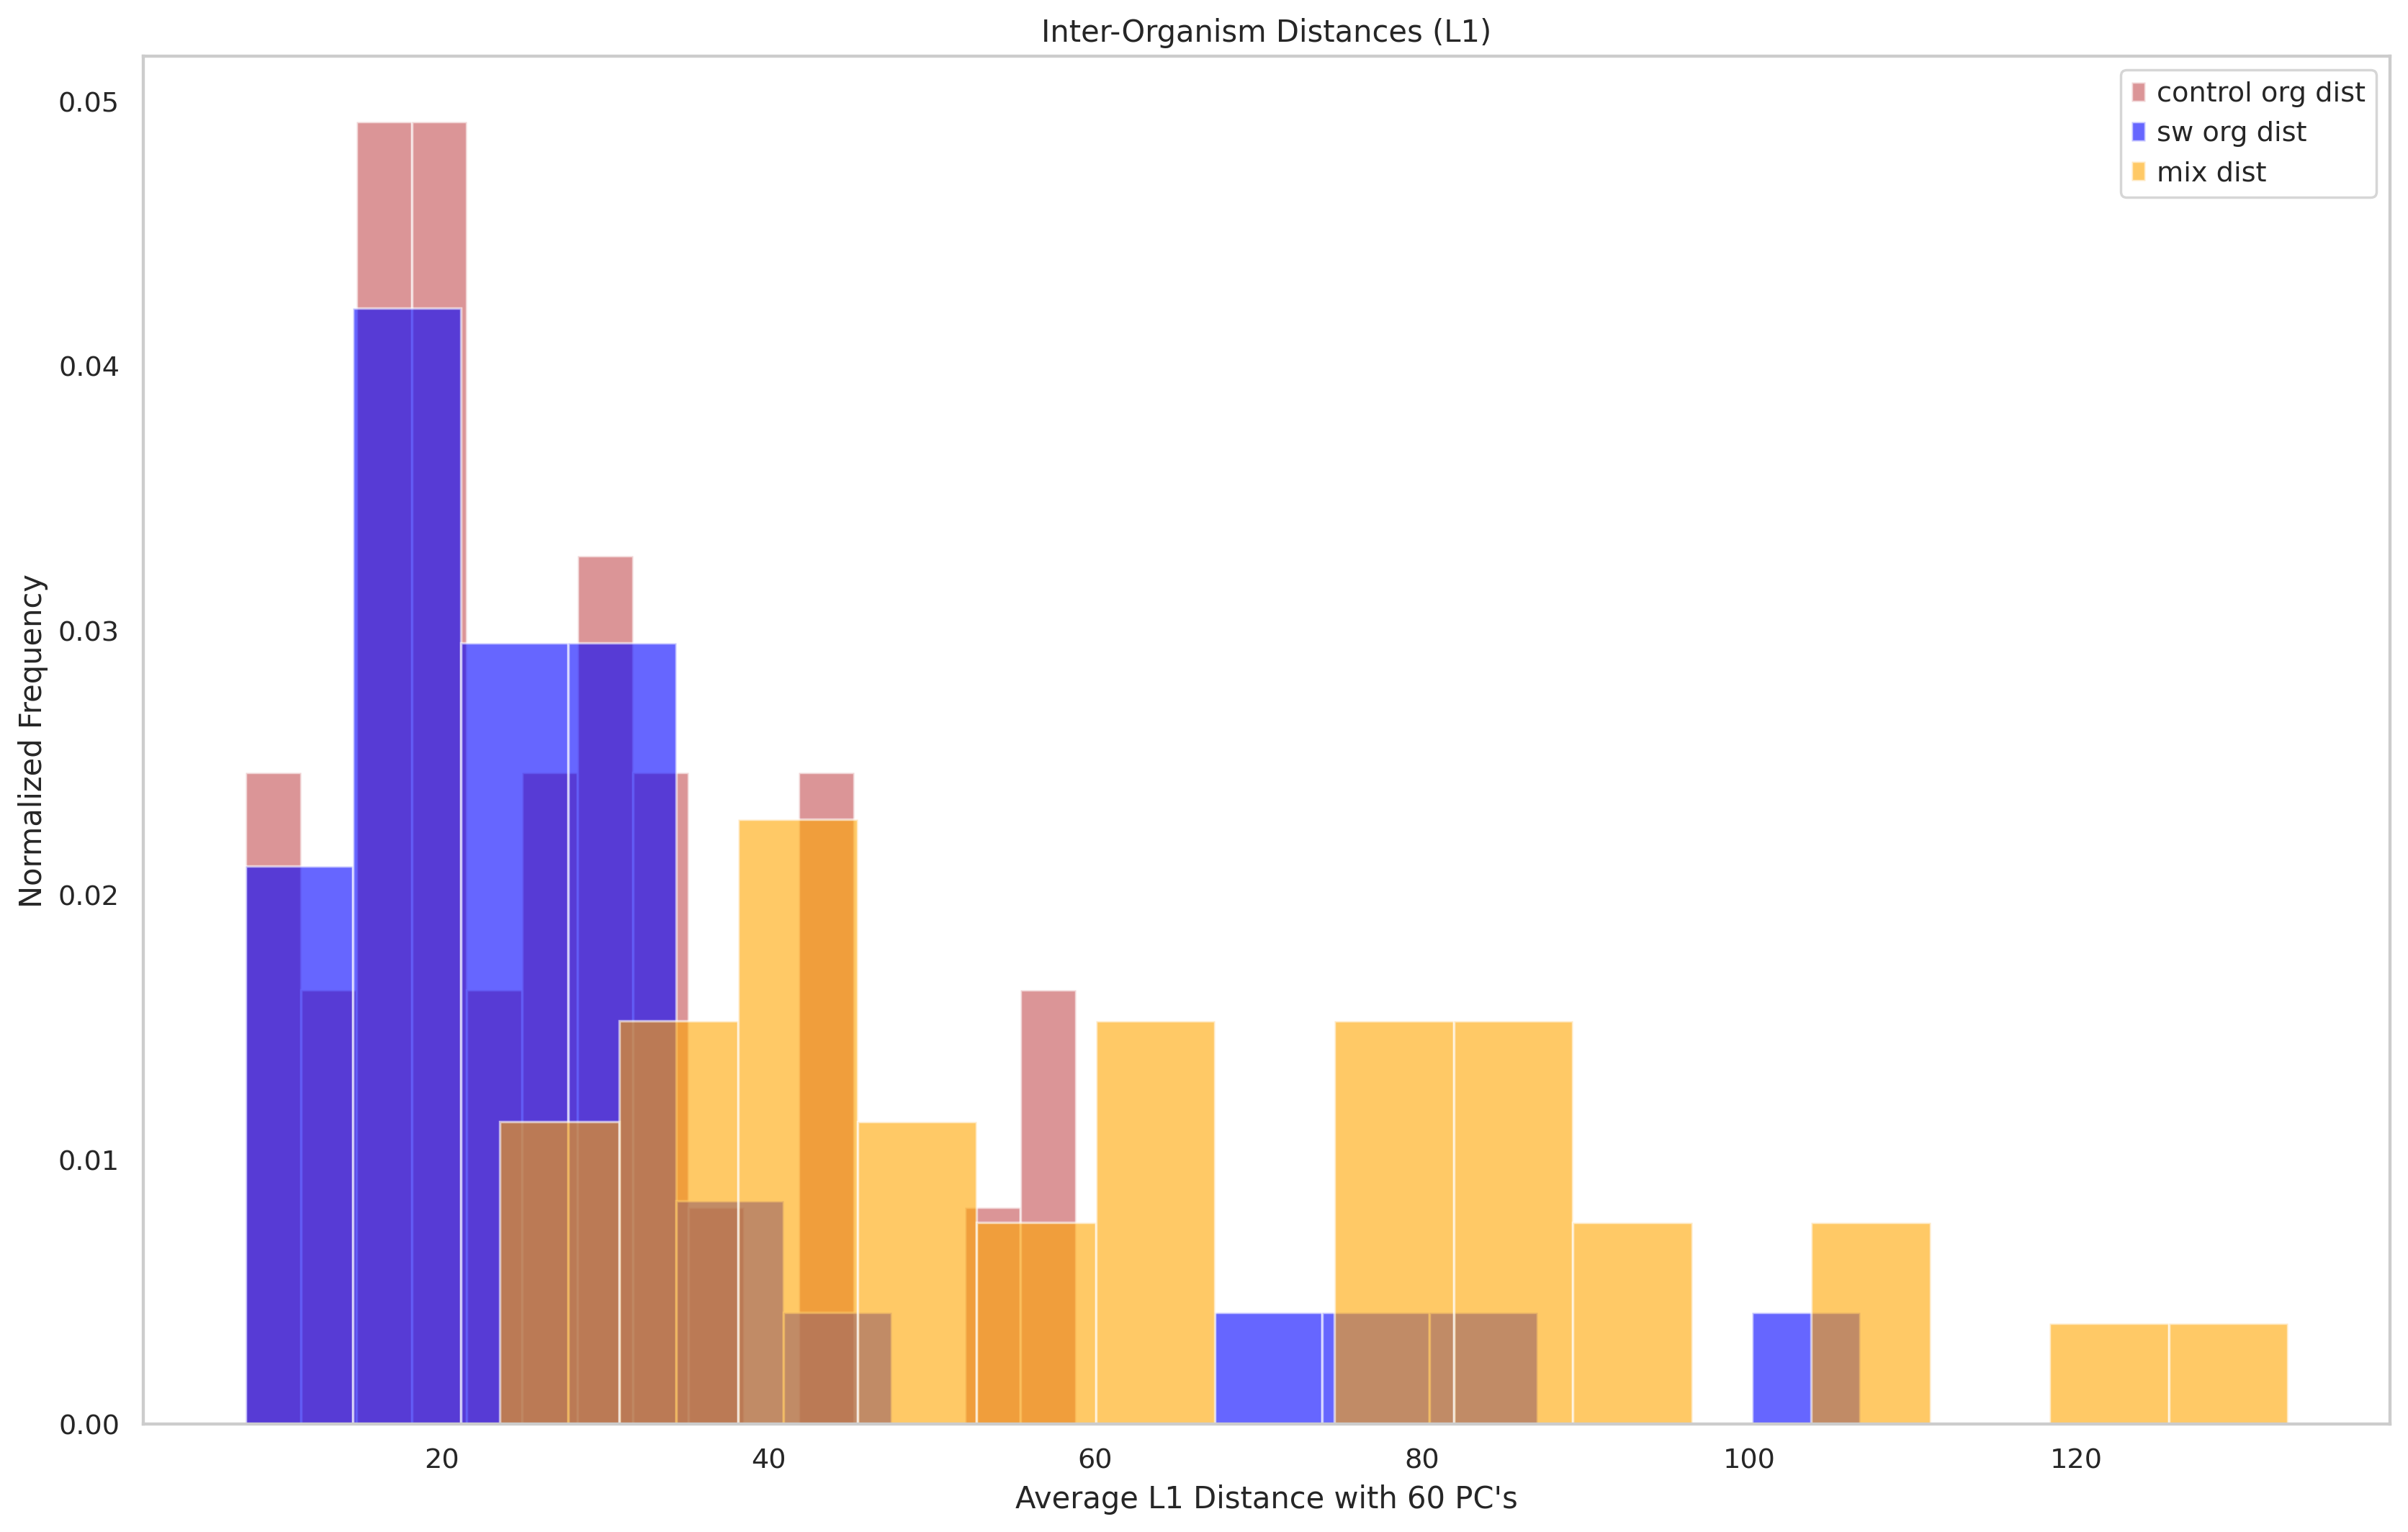 Inter-Organism Distances (L1)
control org dist
sw org dist
mix dist
Normalized Frequency
0.05
0.04
0.03
0.02
0.01
0.00
20 40 60 80 100 120
Average L1 Distance with 60 PC's